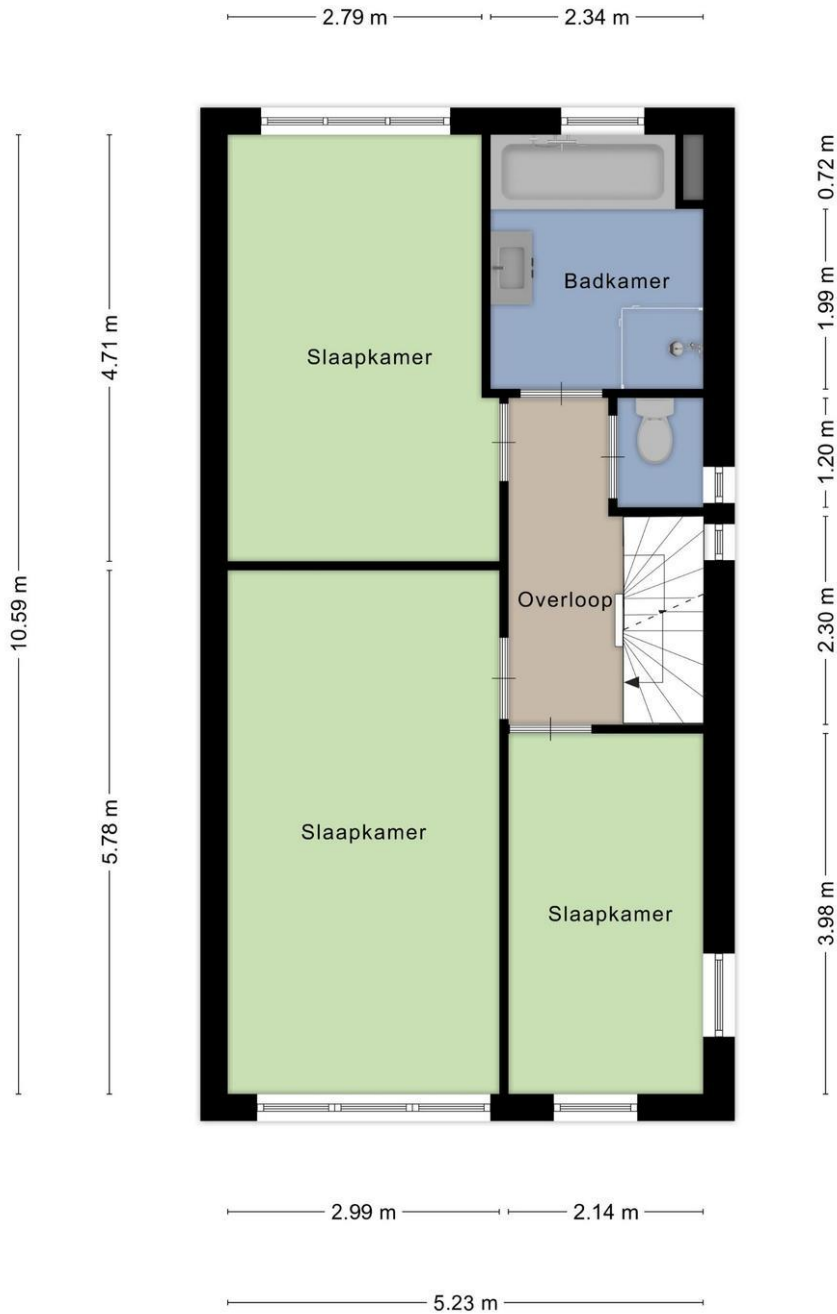 2.79 m
2.34 m
0.72 m
Badkamer
1.99 m
4.71 m
Slaapkamer
1.20 m
10.59 m
Overloop
2.30 m
5.78 m
Slaapkamer
Slaapkamer
3.98 m
2.99 m
2.14 m
5.23 m